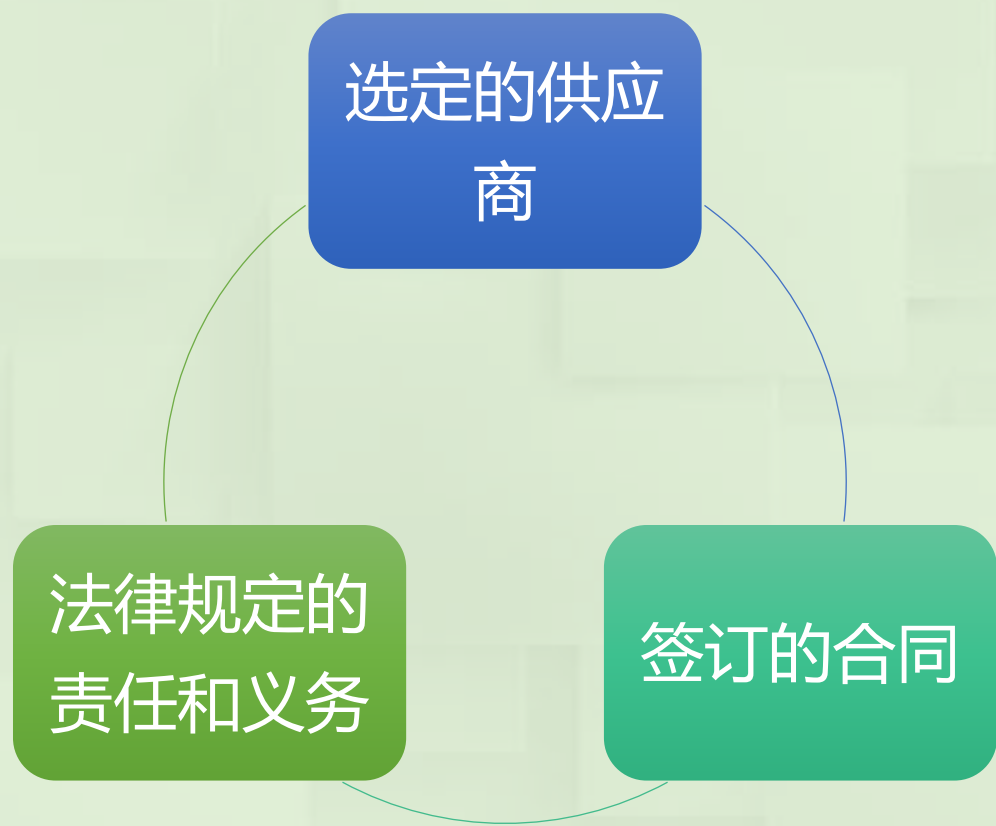 选定的供应
商
法律规定的
责任和义务
签订的合同